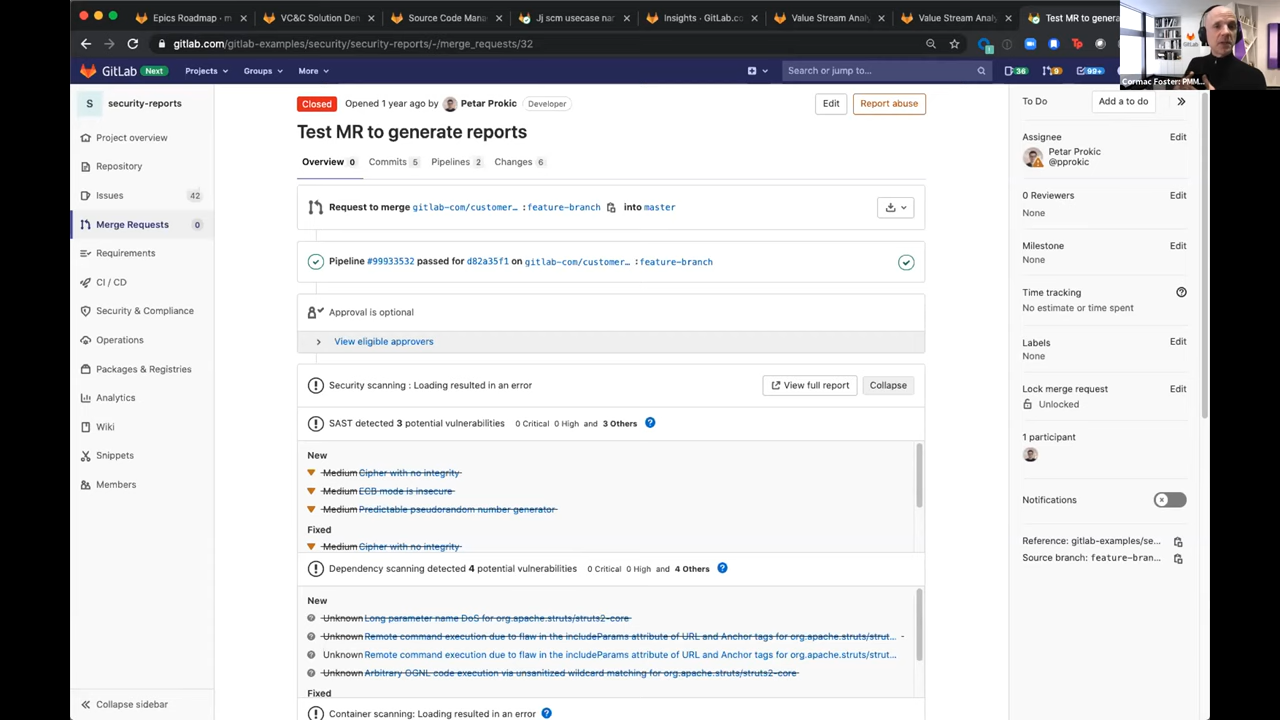 Epics Roadmap · m
VC&C Solution Den
Source Code Mana
Jj scm usecase nar
Insights · GitLab.co
Value Stream Analy
Value Stream Analy
Test MR to genera
gitlab.com/gitlab-examples/security/security-reports/-/merge_requests/32
GitLab Next Projects Groups More Search or jump to... 36 9 99+
Cormac Foster: PMM...
S security-reports
Project overview
Repository
Issues 42
Merge Requests 0
Requirements
CI / CD
Security & Compliance
Operations
Packages & Registries
Analytics
Wiki
Snippets
Members
Collapse sidebar
Closed Opened 1 year ago by Petar Prokic Developer Edit Report abuse
Test MR to generate reports
Overview 0 Commits 5 Pipelines 2 Changes 6
Request to merge gitlab-com/customer… :feature-branch into master
Pipeline #99933532 passed for d82a35f1 on gitlab-com/customer… :feature-branch
Approval is optional
View eligible approvers
Security scanning : Loading resulted in an error View full report Collapse
SAST detected 3 potential vulnerabilities 0 Critical 0 High and 3 Others
New
Medium Cipher with no integrity
Medium ECB mode is insecure
Medium Predictable pseudorandom number generator
Fixed
Medium Cipher with no integrity
Dependency scanning detected 4 potential vulnerabilities 0 Critical 0 High and 4 Others
New
Unknown Long parameter name DoS for org.apache.struts/struts2-core
Unknown Remote command execution due to flaw in the includeParams attribute of URL and Anchor tags for org.apache.struts/strut…
Unknown Remote command execution due to flaw in the includeParams attribute of URL and Anchor tags for org.apache.struts/strut…
Unknown Arbitrary OGNL code execution via unsanitized wildcard matching for org.apache.struts/struts2-core
Fixed
Container scanning: Loading resulted in an error
To Do Add a to do
Assignee Edit
Petar Prokic
@pprokic
0 Reviewers Edit
None
Milestone Edit
None
Time tracking
No estimate or time spent
Labels Edit
None
Lock merge request Edit
Unlocked
1 participant
Notifications
Reference: gitlab-examples/se...
Source branch: feature-bran...